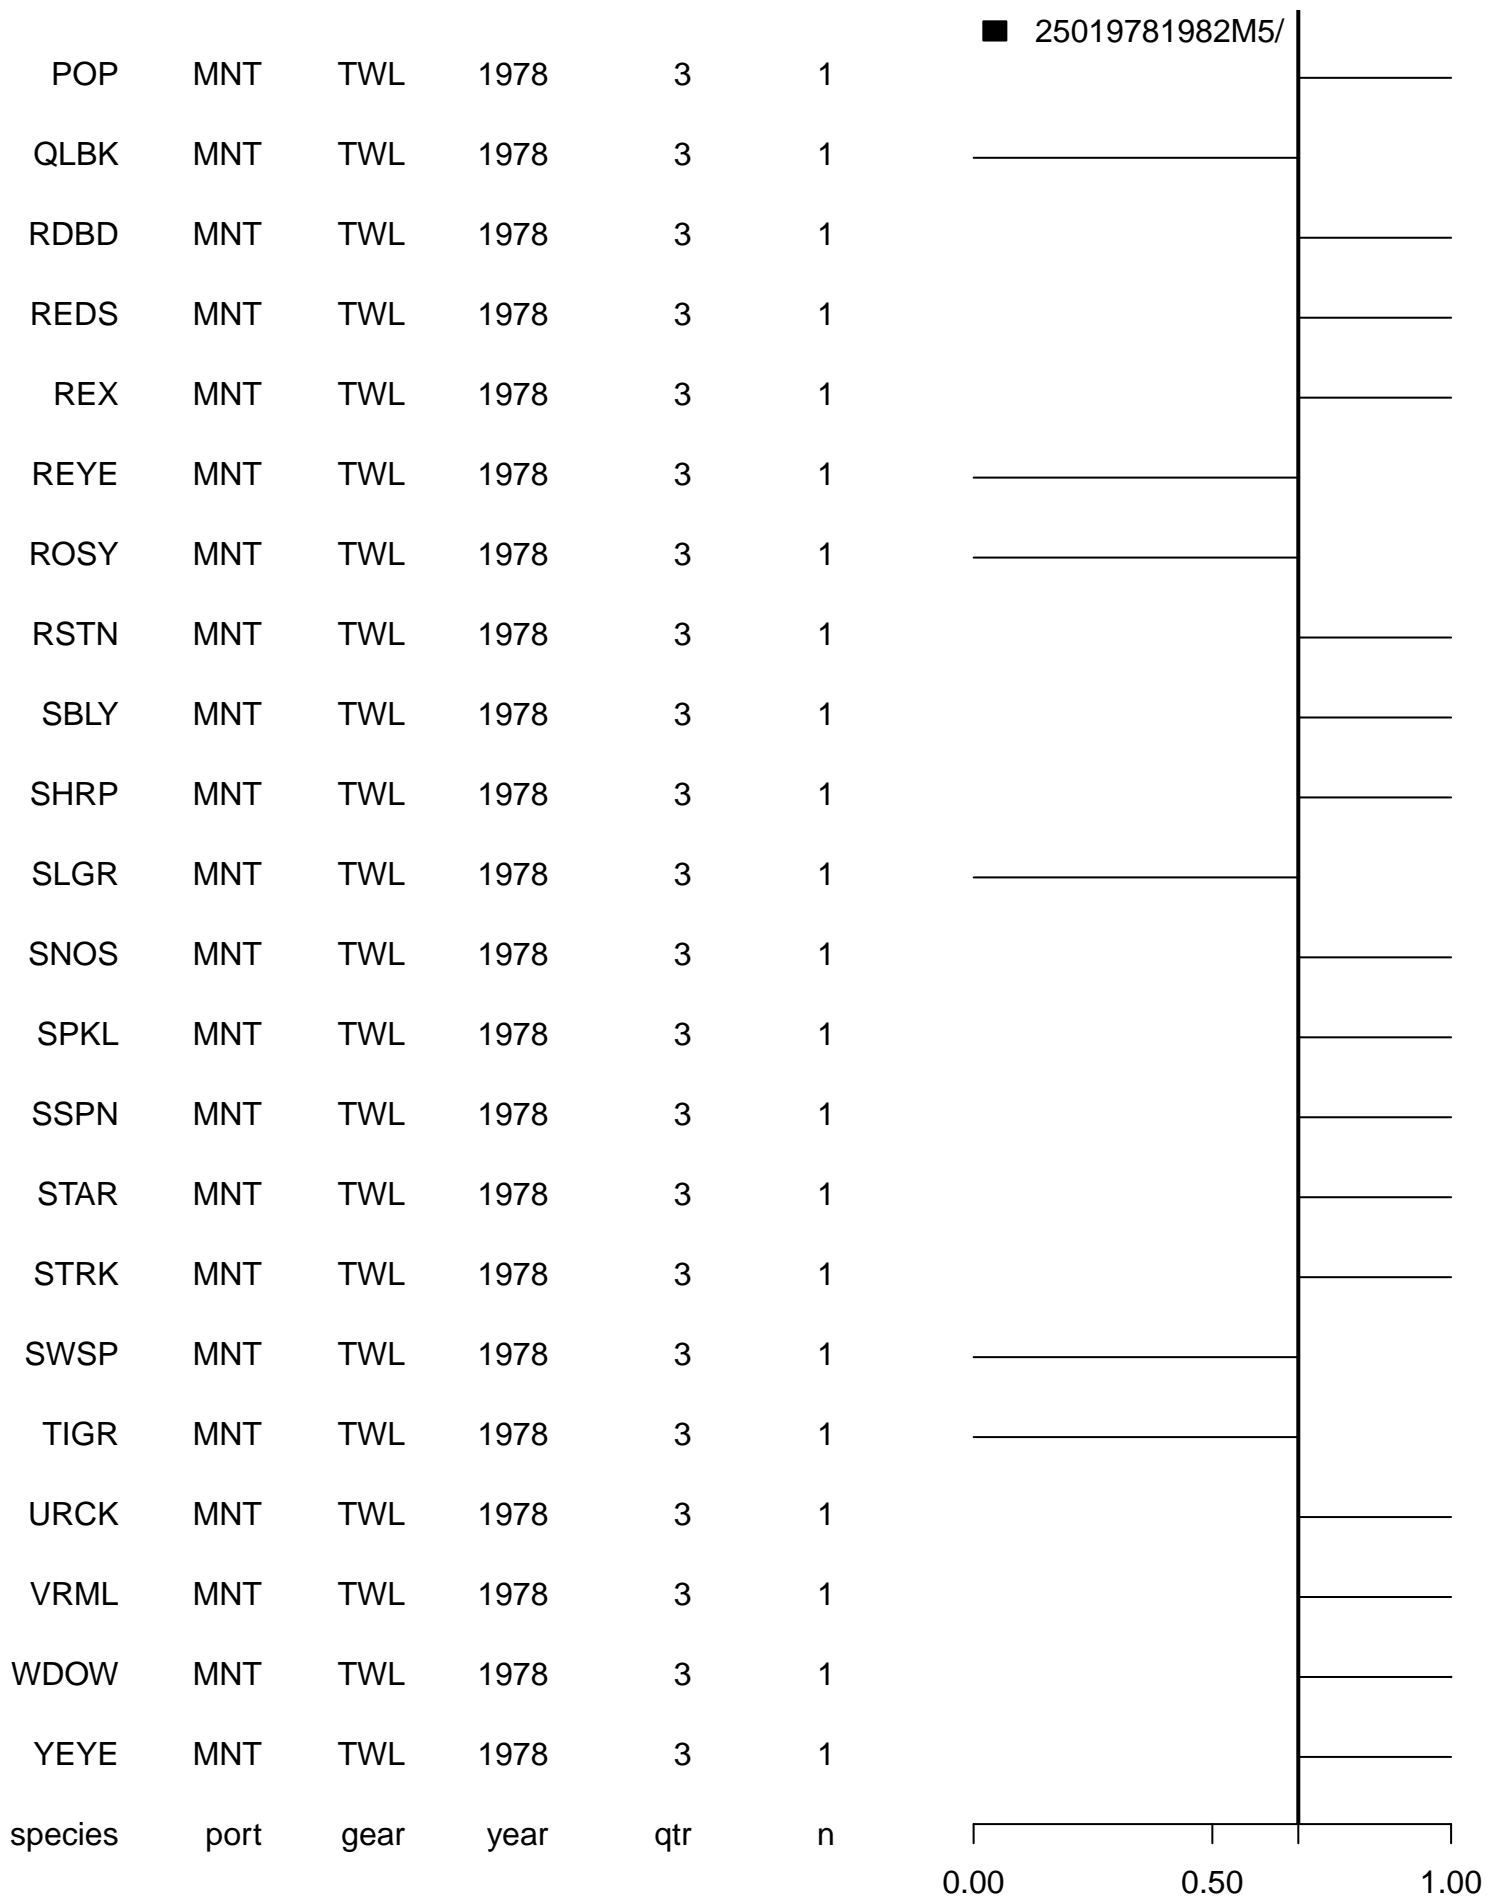 25019781982M5/
POP MNT TWL 1978 3 1
QLBK MNT TWL 1978 3 1
RDBD MNT TWL 1978 3 1
REDS MNT TWL 1978 3 1
REX MNT TWL 1978 3 1
REYE MNT TWL 1978 3 1
ROSY MNT TWL 1978 3 1
RSTN MNT TWL 1978 3 1
SBLY MNT TWL 1978 3 1
SHRP MNT TWL 1978 3 1
SLGR MNT TWL 1978 3 1
SNOS MNT TWL 1978 3 1
SPKL MNT TWL 1978 3 1
SSPN MNT TWL 1978 3 1
STAR MNT TWL 1978 3 1
STRK MNT TWL 1978 3 1
SWSP MNT TWL 1978 3 1
TIGR MNT TWL 1978 3 1
URCK MNT TWL 1978 3 1
VRML MNT TWL 1978 3 1
WDOW MNT TWL 1978 3 1
YEYE MNT TWL 1978 3 1
species port gear year qtr n
0.00 0.50 1.00